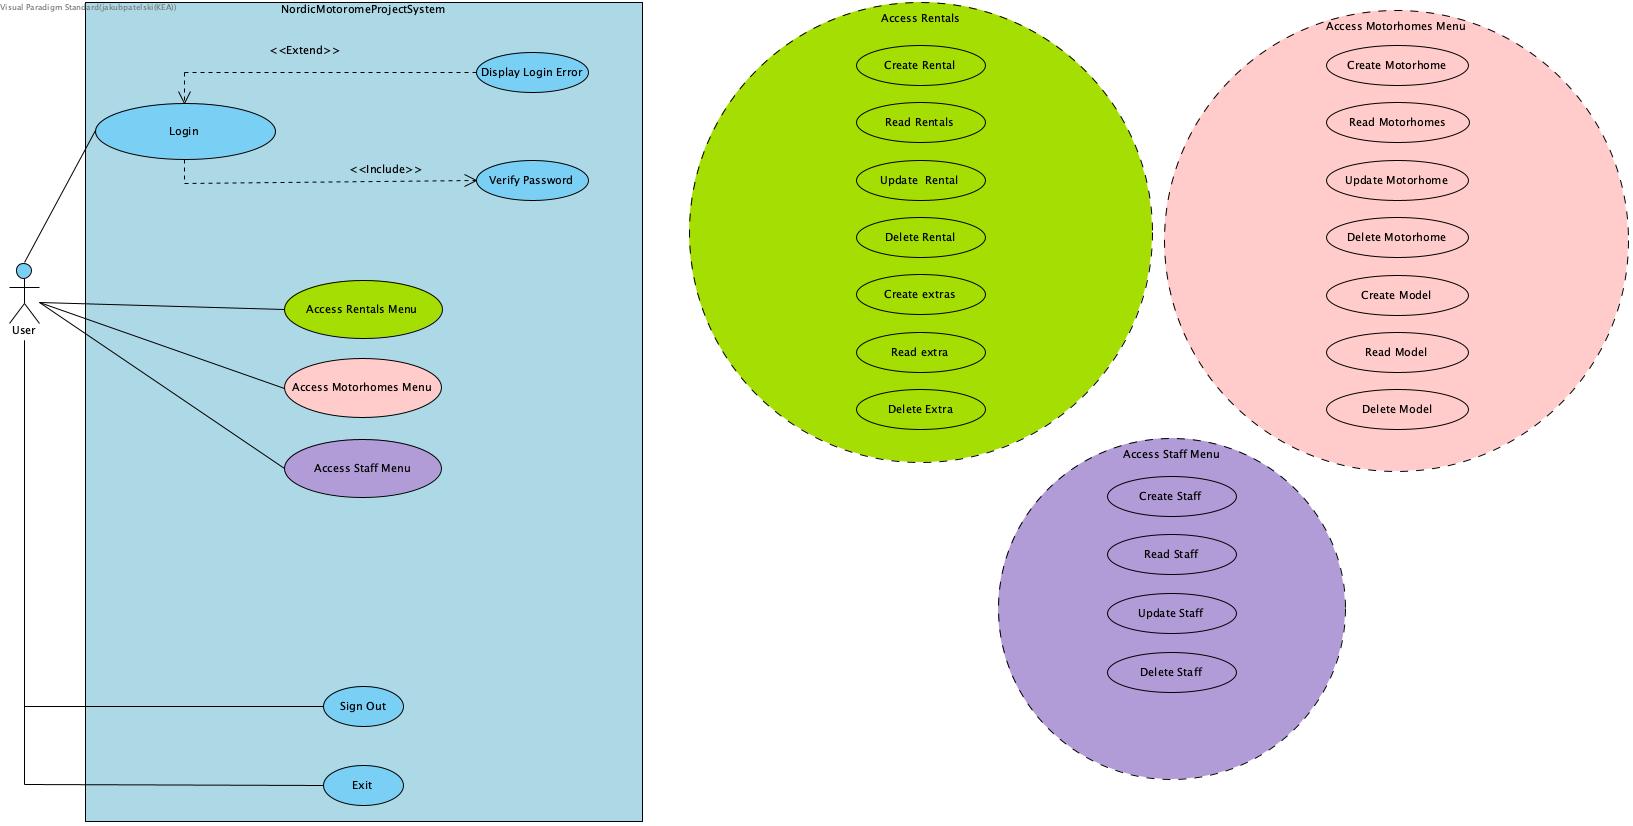 Visual Paradigm Standard(jakubpatelski(KEA))
NordicMotoromeProjectSystem
<<Extend>>
Display Login Error
Login
<<Include>>
Verify Password
User
Access Rentals Menu
Access Motorhomes Menu
Access Staff Menu
Sign Out
Exit
Access Rentals
Create Rental
Read Rentals
Update  Rental
Delete Rental
Create extras
Read extra
Delete Extra
Access Motorhomes Menu
Create Motorhome
Read Motorhomes
Update Motorhome
Delete Motorhome
Create Model
Read Model
Delete Model
Access Staff Menu
Create Staff
Read Staff
Update Staff
Delete Staff